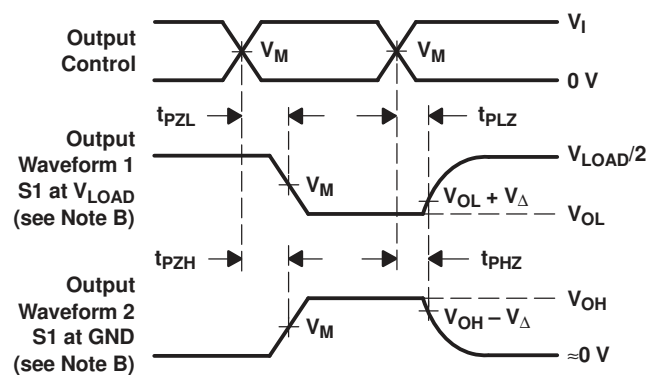 Output
Control
V_M
V_M
V_I
0 V
t_PZL
t_PLZ
Output
Waveform 1
S1 at V_LOAD
(see Note B)
V_M
V_LOAD/2
V_OL + V_Δ
V_OL
t_PZH
t_PHZ
Output
Waveform 2
S1 at GND
(see Note B)
V_M
V_OH
V_OH – V_Δ
≈0 V